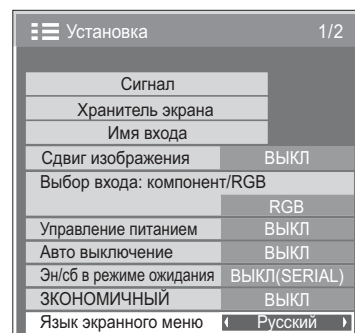 Установка 1/2
Сигнал
Хранитель экрана
Имя входа
Сдвиг изображения ВЫКЛ
Выбор входа: компонент/RGB
RGB
Управление питанием ВЫКЛ
Авто выключение ВЫКЛ
Эн/сб в режиме ожидания ВЫКЛ(SERIAL)
ЗКОНОМИЧНЫЙ ВЫКЛ
Язык экранного меню Русский